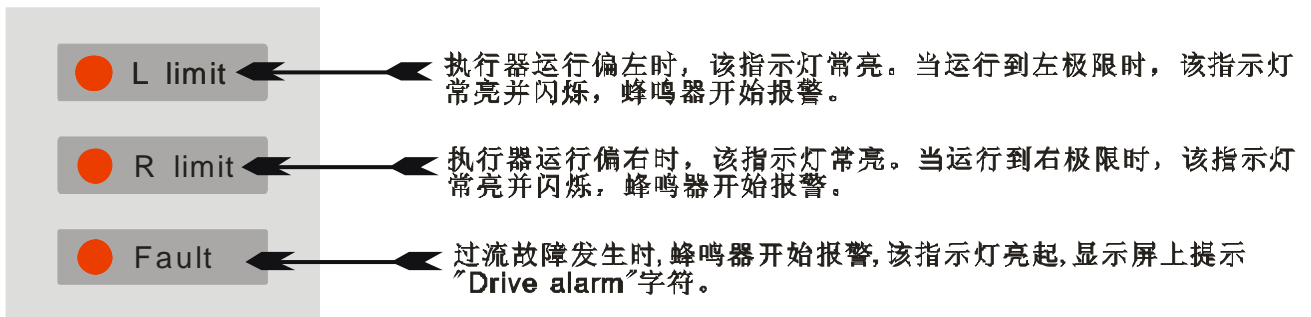 L limit
执行器运行偏左时，该指示灯常亮。当运行到左极限时，该指示灯
常亮并闪烁，蜂鸣器开始报警。
R limit
执行器运行偏右时，该指示灯常亮。当运行到右极限时，该指示灯
常亮并闪烁，蜂鸣器开始报警。
Fault
过流故障发生时,蜂鸣器开始报警,该指示灯亮起,显示屏上提示
"Drive alarm"字符。